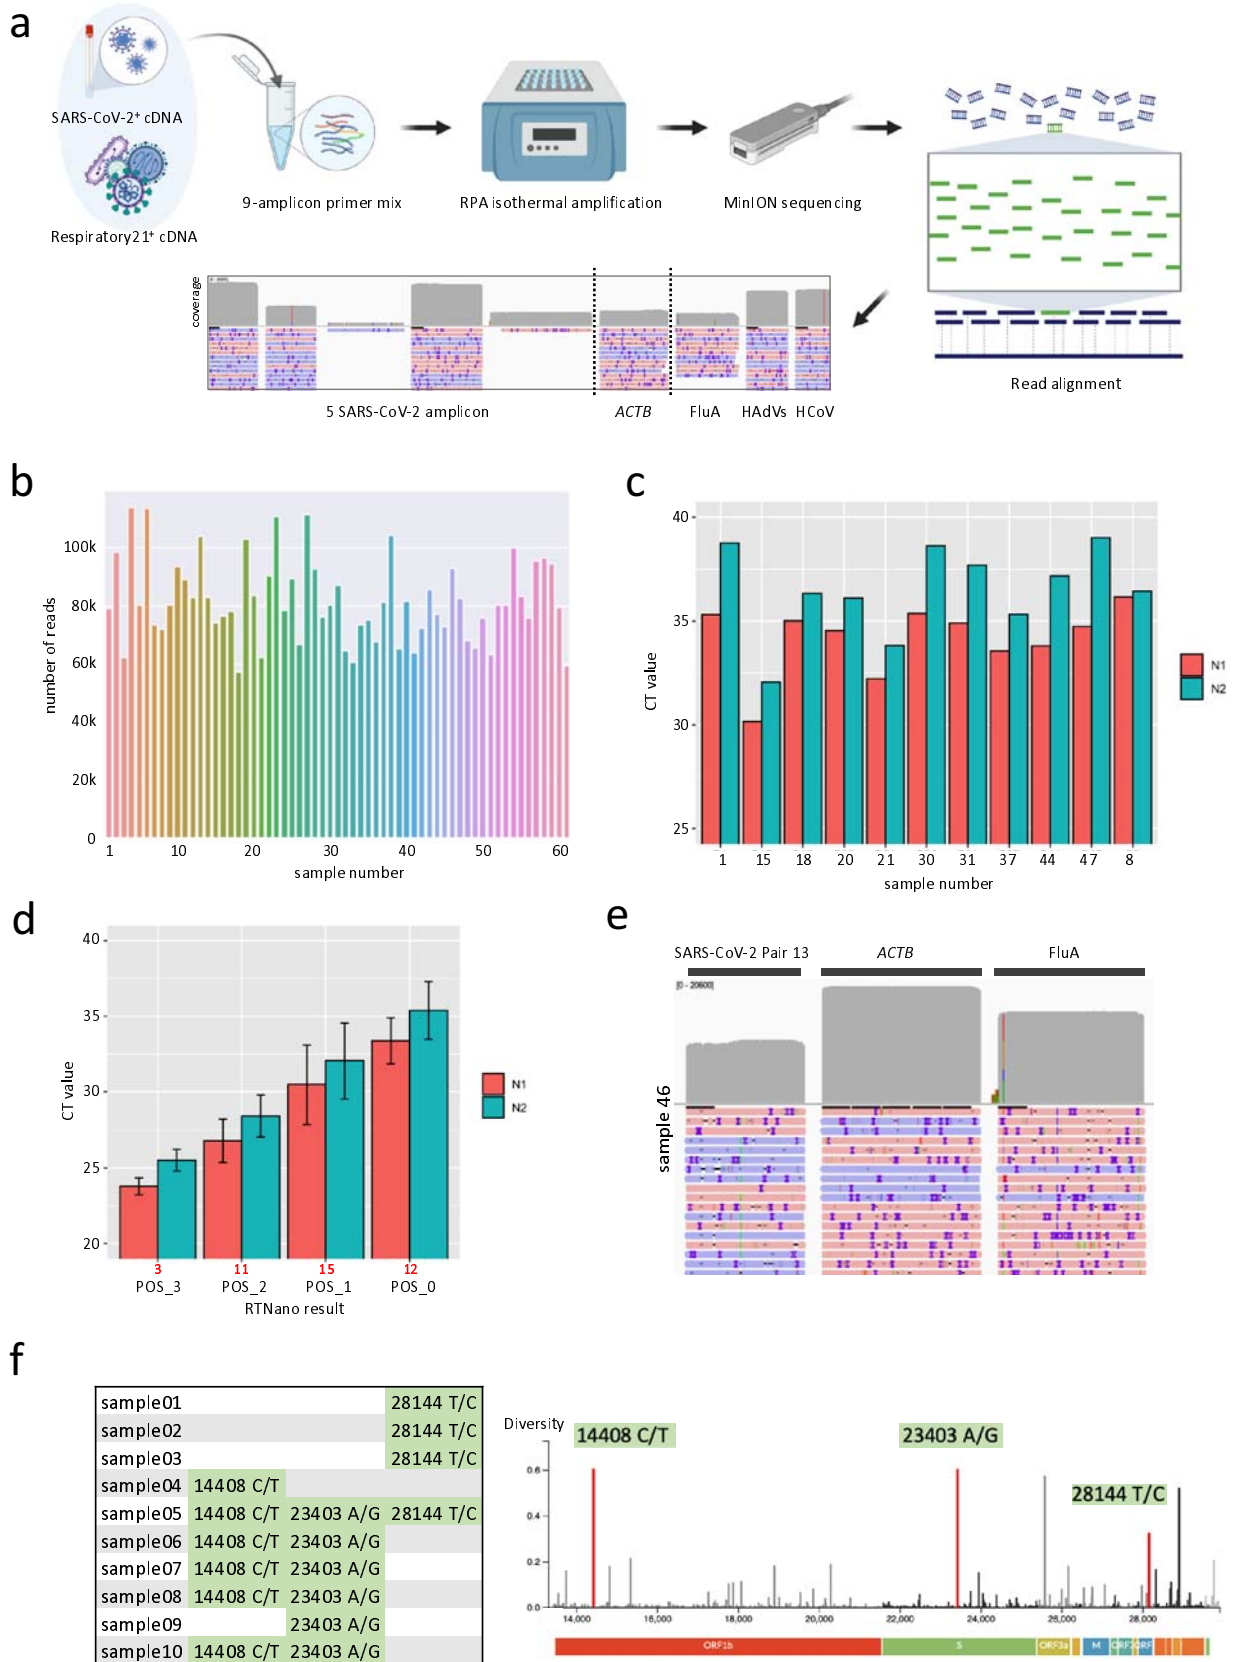 a
SARS-CoV-2⁺ cDNA
Respiratory21⁺ cDNA
9-amplicon primer mix
RPA isothermal amplification
MinION sequencing
Read alignment
coverage
5 SARS-CoV-2 amplicon
ACTB
FluA
HAdVs
HCoV
b
number of reads
100k
80k
60k
40k
20k
0
1 10 20 30 40 50 60
sample number
c
CT value
40
35
30
25
1 15 18 20 21 30 31 37 44 47 8
sample number
N1
N2
d
CT value
40
35
30
25
20
3 11 15 12
POS_3 POS_2 POS_1 POS_0
RTNano result
N1
N2
e
SARS-CoV-2 Pair 13
ACTB
FluA
[0 - 20600]
sample 46
f
sample01 28144 T/C
sample02 28144 T/C
sample03 28144 T/C
sample04 14408 C/T
sample05 14408 C/T 23403 A/G 28144 T/C
sample06 14408 C/T 23403 A/G
sample07 14408 C/T 23403 A/G
sample08 14408 C/T 23403 A/G
sample09 23403 A/G
sample10 14408 C/T 23403 A/G
Diversity
14408 C/T
23403 A/G
28144 T/C
0.6
0.4
0.2
0.0
14,000 16,000 18,000 20,000 22,000 24,000 26,000 28,000
ORF1b S ORF3a M